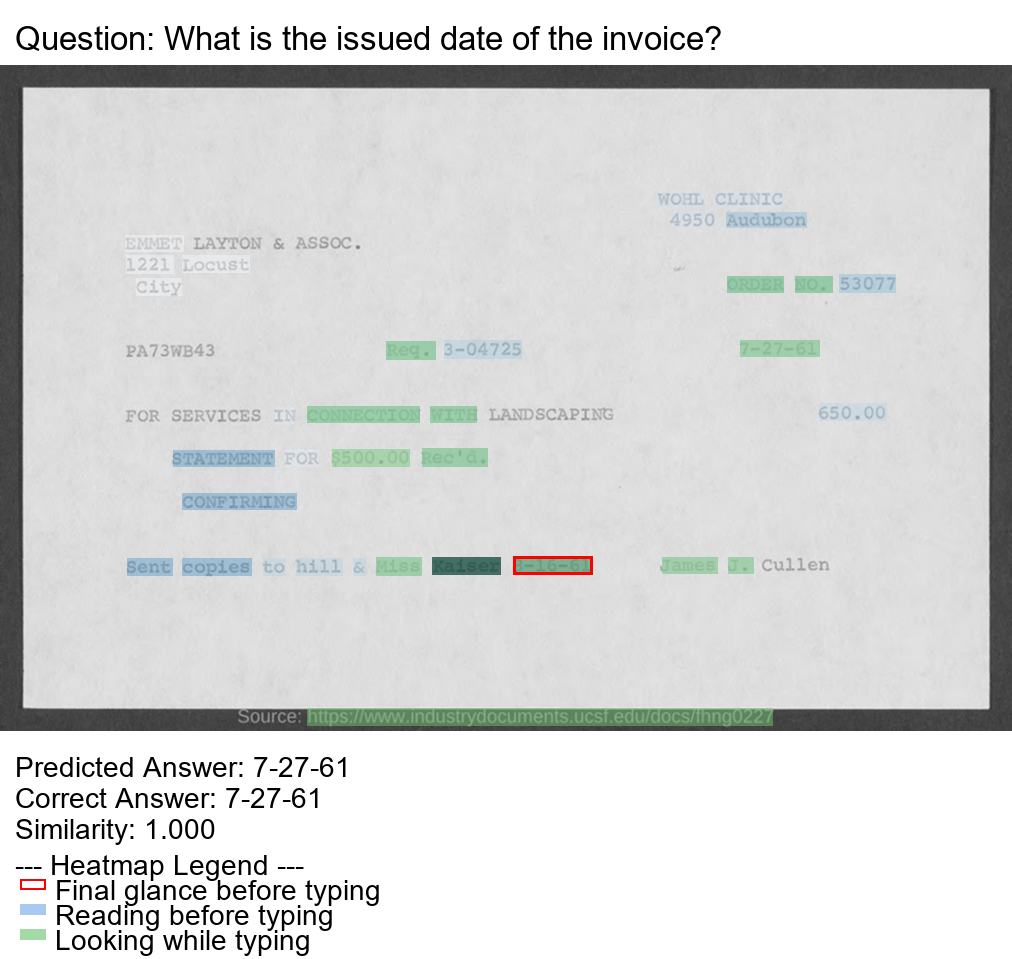 Question: What is the issued date of the invoice?
WOHL CLINIC
4950 Audubon
EMMET LAYTON & ASSOC.
1221 Locust
City
ORDER NO. 53077
PA73WB43 Req. 3-04725 7-27-61
FOR SERVICES IN CONNECTION WITH LANDSCAPING 650.00
STATEMENT FOR $500.00 Rec'd.
CONFIRMING
Sent copies to hill & Miss Kaiser 8-16-61 James J. Cullen
Source: https://www.industrydocuments.ucsf.edu/docs/fhng0227
Predicted Answer: 7-27-61
Correct Answer: 7-27-61
Similarity: 1.000
--- Heatmap Legend ---
Final glance before typing
Reading before typing
Looking while typing